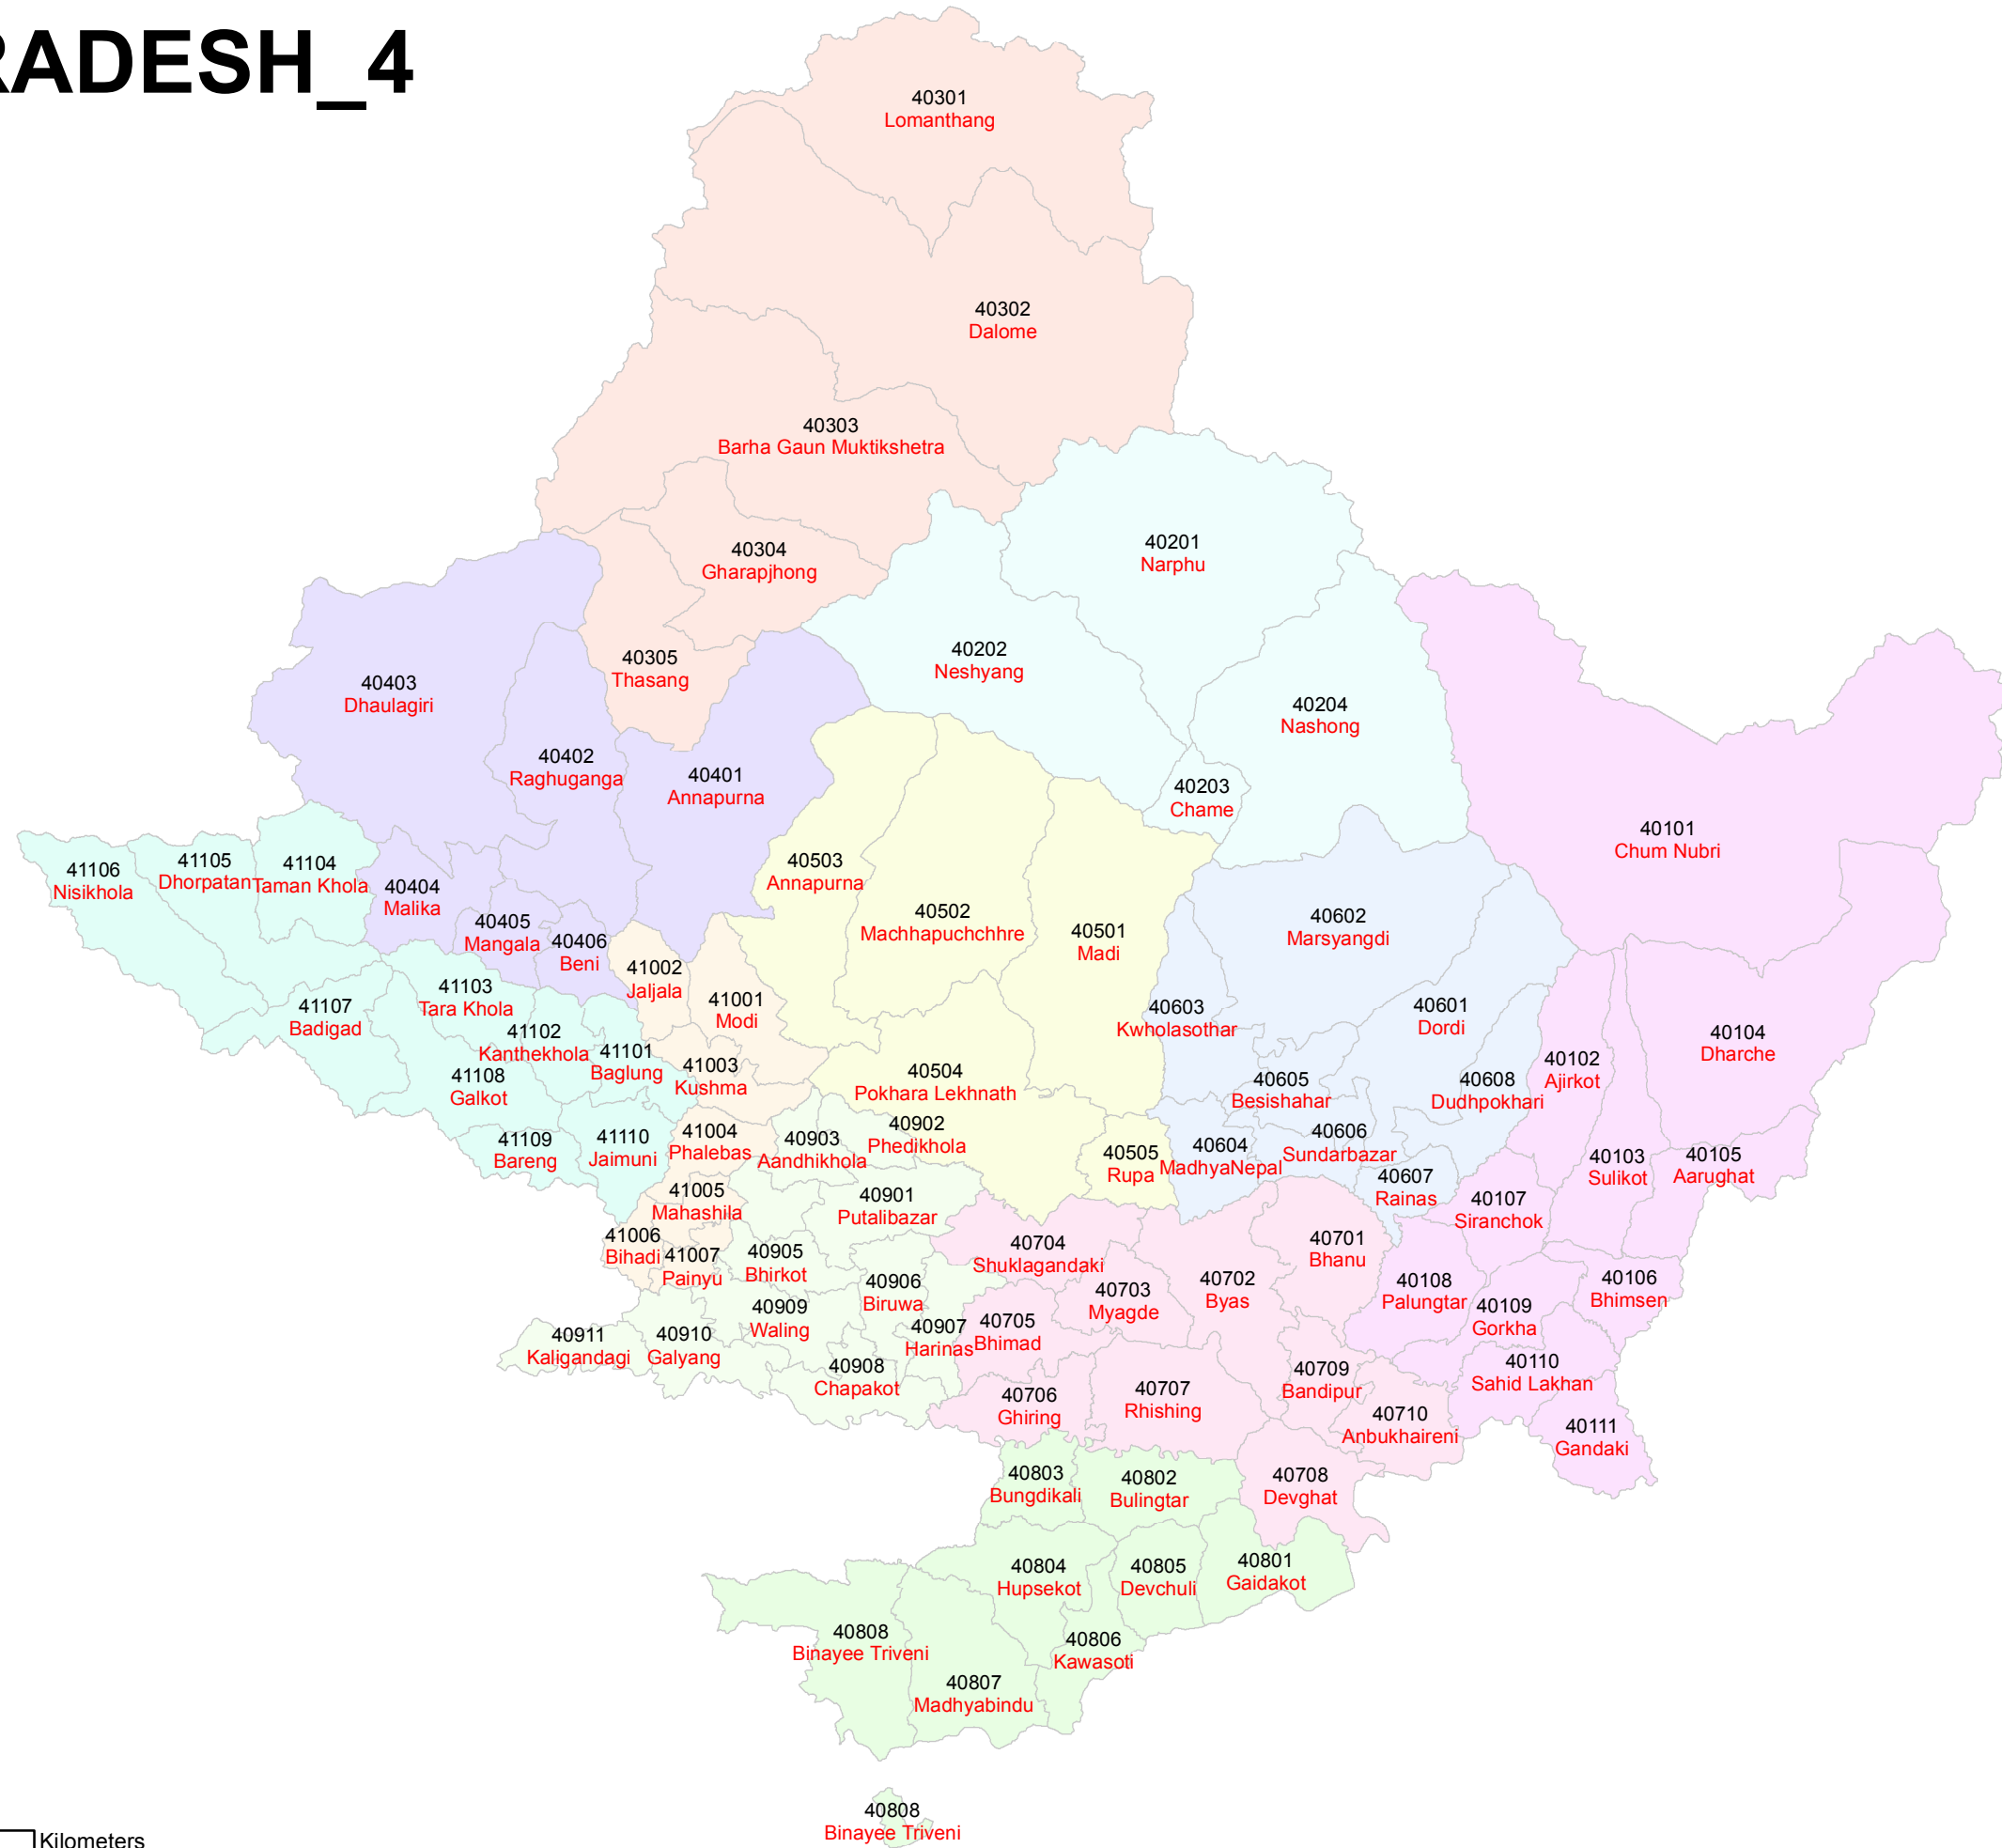 RADESH_4
40301
Lomanthang
40302
Dalome
40303
Barha Gaun Muktikshetra
40304
Gharapjhong
40201
Narphu
40305
Thasang
40202
Neshyang
40403
Dhaulagiri
40204
Nashong
40402
Raghuganga
40401
Annapurna
40203
Chame
40101
Chum Nubri
41106
Nisikhola
41105
Dhorpatan
41104
Taman Khola
40503
Annapurna
40404
Malika
40405
Mangala
40406
Beni
40502
Machhapuchchhre
40501
Madi
40602
Marsyangdi
41002
Jaljala
41103
Tara Khola
41001
Modi
41107
Badigad
40603
Kwholasothar
40601
Dordi
41102
Kanthekhola
41101
Baglung
41003
Kushma
41108
Galkot
40504
Pokhara Lekhnath
40605
Besishahar
40608
Dudhpokhari
40102
Ajirkot
40104
Dharche
41109
Bareng
41110
Jaimuni
41004
Phalebas
40903
Aandhikhola
40902
Phedikhola
40505
Rupa
40604
MadhyaNepal
40606
Sundarbazar
40607
Rainas
40103
Sulikot
40105
Aarughat
41005
Mahashila
40901
Putalibazar
40107
Siranchok
41006
Bihadi
41007
Painyu
40905
Bhirkot
40704
Shuklagandaki
40701
Bhanu
40906
Biruwa
40703
Myagde
40702
Byas
40108
Palungtar
40106
Bhimsen
40109
Gorkha
40909
Waling
40907
Harinas
40705
Bhimad
40911
Kaligandagi
40910
Galyang
40908
Chapakot
40110
Sahid Lakhan
40709
Bandipur
40706
Ghiring
40707
Rhishing
40710
Anbukhaireni
40111
Gandaki
40803
Bungdikali
40802
Bulingtar
40708
Devghat
40804
Hupsekot
40805
Devchuli
40801
Gaidakot
40808
Binayee Triveni
40806
Kawasoti
40807
Madhyabindu
40808
Binayee Triveni
Kilometers